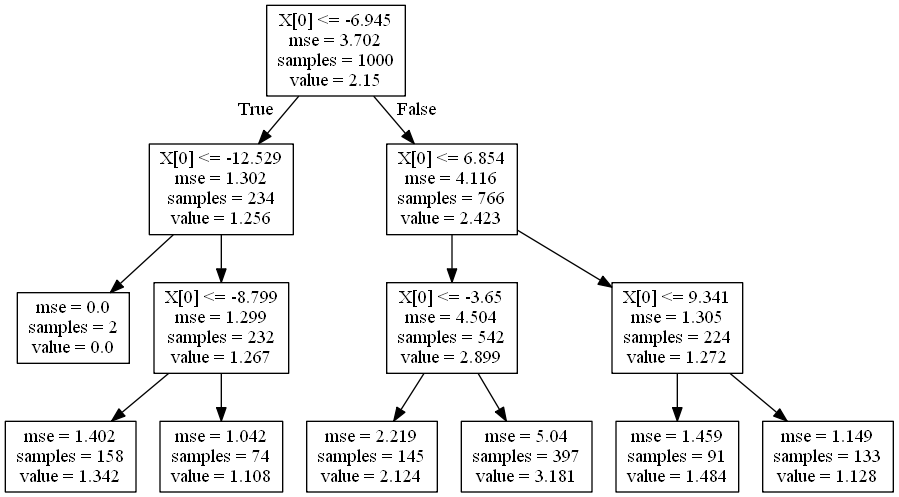 X[0] <= -6.945
mse = 3.702
samples = 1000
value = 2.15
True
False
X[0] <= -12.529
mse = 1.302
samples = 234
value = 1.256
X[0] <= 6.854
mse = 4.116
samples = 766
value = 2.423
mse = 0.0
samples = 2
value = 0.0
X[0] <= -8.799
mse = 1.299
samples = 232
value = 1.267
X[0] <= -3.65
mse = 4.504
samples = 542
value = 2.899
X[0] <= 9.341
mse = 1.305
samples = 224
value = 1.272
mse = 1.402
samples = 158
value = 1.342
mse = 1.042
samples = 74
value = 1.108
mse = 2.219
samples = 145
value = 2.124
mse = 5.04
samples = 397
value = 3.181
mse = 1.459
samples = 91
value = 1.484
mse = 1.149
samples = 133
value = 1.128